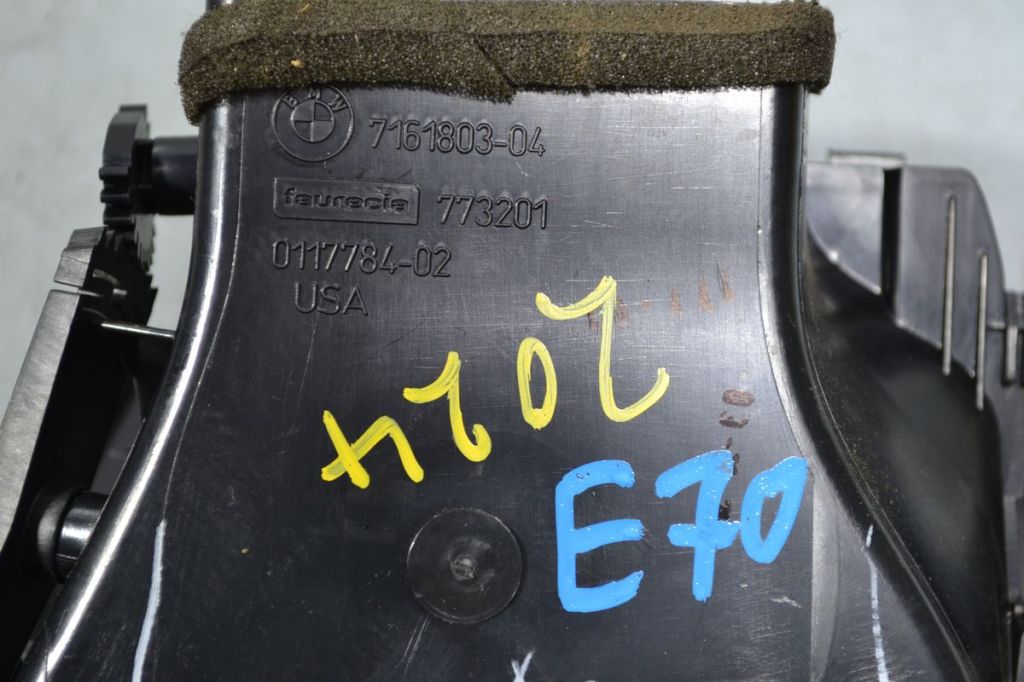 BMW 7161803-04
faurecia 773201
0117784-02
USA
E70